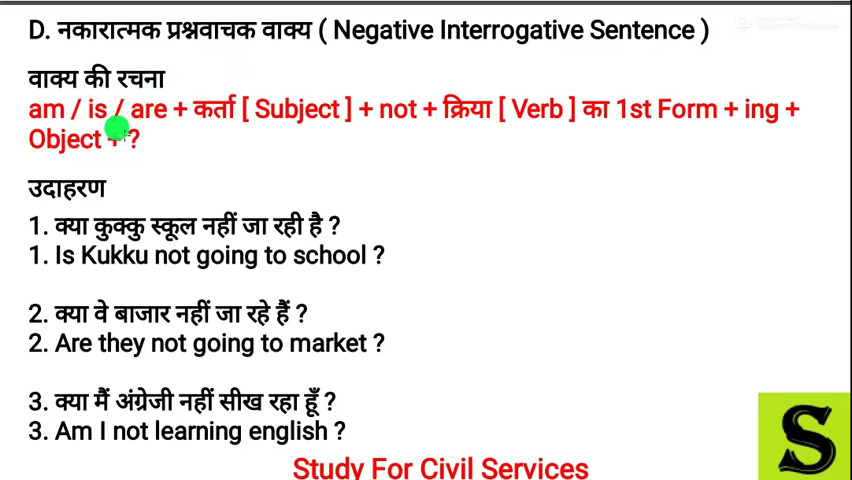 D. नकारात्मक प्रश्नवाचक वाक्य ( Negative Interrogative Sentence )
वाक्य की रचना
am / is / are + कर्ता [ Subject ] + not + क्रिया [ Verb ] का 1st Form + ing +
Object + ?
उदाहरण
1. क्या कुक्कु स्कूल नहीं जा रही है ?
1. Is Kukku not going to school ?
2. क्या वे बाजार नहीं जा रहे हैं ?
2. Are they not going to market ?
3. क्या मैं अंग्रेजी नहीं सीख रहा हूँ ?
3. Am I not learning english ?
S
Study For Civil Services